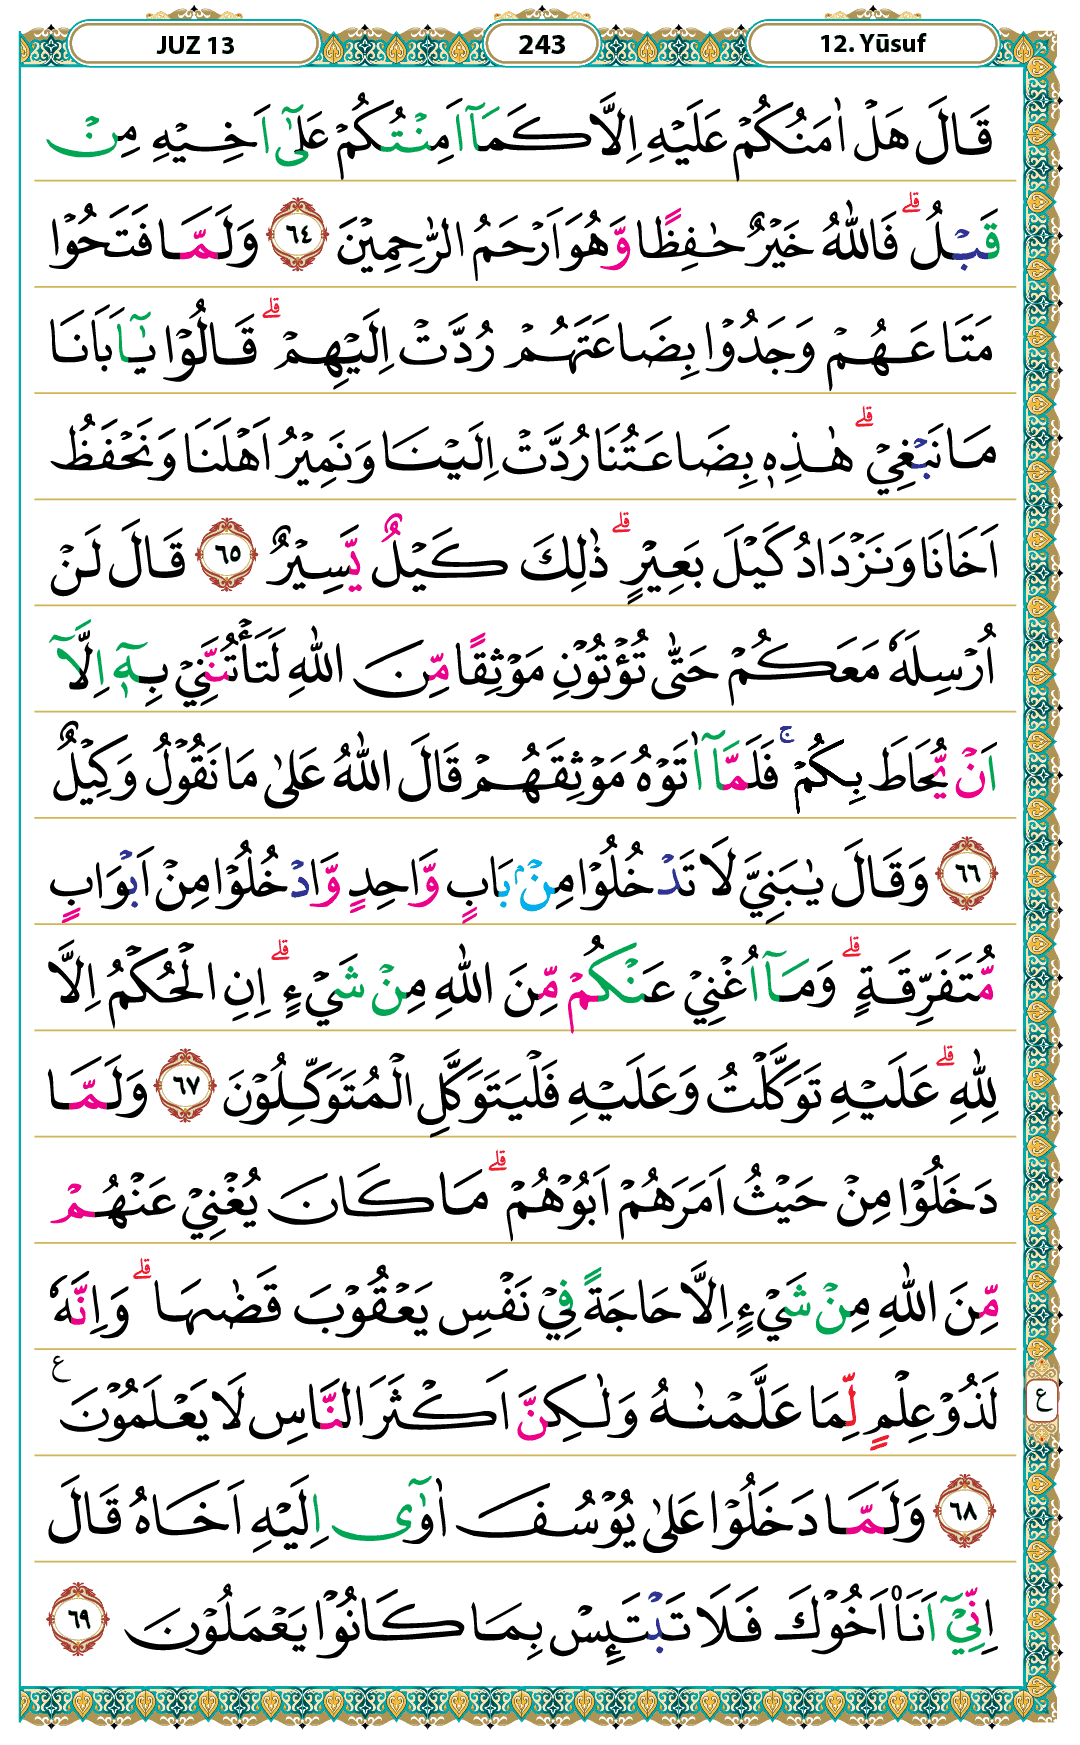 JUZ 13 243 12. Yūsuf
قَالَ هَلْ اٰمَنُكُمْ عَلَيْهِ اِلَّا كَمَآ اَمِنْتُكُمْ عَلٰٓى اَخِيْهِ مِنْ
قَبْلُۗ فَاللّٰهُ خَيْرٌ حٰفِظًا وَّهُوَ اَرْحَمُ الرّٰحِمِيْنَ ٦٤ وَلَمَّا فَتَحُوْا
مَتَاعَهُمْ وَجَدُوْا بِضَاعَتَهُمْ رُدَّتْ اِلَيْهِمْۗ قَالُوْا يٰٓاَبَانَا
مَا نَبْغِيْۗ هٰذِهٖ بِضَاعَتُنَا رُدَّتْ اِلَيْنَا وَنَمِيْرُ اَهْلَنَا وَنَحْفَظُ
اَخَانَا وَنَزْدَادُ كَيْلَ بَعِيْرٍۗ ذٰلِكَ كَيْلٌ يَّسِيْرٌ ٦٥ قَالَ لَنْ
اُرْسِلَهٗ مَعَكُمْ حَتّٰى تُؤْتُوْنِ مَوْثِقًا مِّنَ اللّٰهِ لَتَأْتُنَّنِيْ بِهٖٓ اِلَّآ
اَنْ يُّحَاطَ بِكُمْۚ فَلَمَّآ اٰتَوْهُ مَوْثِقَهُمْ قَالَ اللّٰهُ عَلٰى مَا نَقُوْلُ وَكِيْلٌ
٦٦ وَقَالَ يٰبَنِيَّ لَا تَدْخُلُوْا مِنْۢ بَابٍ وَّاحِدٍ وَّادْخُلُوْا مِنْ اَبْوَابٍ
مُّتَفَرِّقَةٍۗ وَمَآ اُغْنِيْ عَنْكُمْ مِّنَ اللّٰهِ مِنْ شَيْءٍۗ اِنِ الْحُكْمُ اِلَّا
لِلّٰهِۗ عَلَيْهِ تَوَكَّلْتُ وَعَلَيْهِ فَلْيَتَوَكَّلِ الْمُتَوَكِّلُوْنَ ٦٧ وَلَمَّا
دَخَلُوْا مِنْ حَيْثُ اَمَرَهُمْ اَبُوْهُمْۗ مَا كَانَ يُغْنِيْ عَنْهُمْ
مِّنَ اللّٰهِ مِنْ شَيْءٍ اِلَّا حَاجَةً فِيْ نَفْسِ يَعْقُوْبَ قَضٰىهَاۗ وَاِنَّهٗ
لَذُوْ عِلْمٍ لِّمَا عَلَّمْنٰهُ وَلٰكِنَّ اَكْثَرَ النَّاسِ لَا يَعْلَمُوْنَ ع ع
٦٨ وَلَمَّا دَخَلُوْا عَلٰى يُوْسُفَ اٰوٰٓى اِلَيْهِ اَخَاهُ قَالَ
اِنِّيْٓ اَنَا۠ اَخُوْكَ فَلَا تَبْتَىِٕسْ بِمَا كَانُوْا يَعْمَلُوْنَ ٦٩